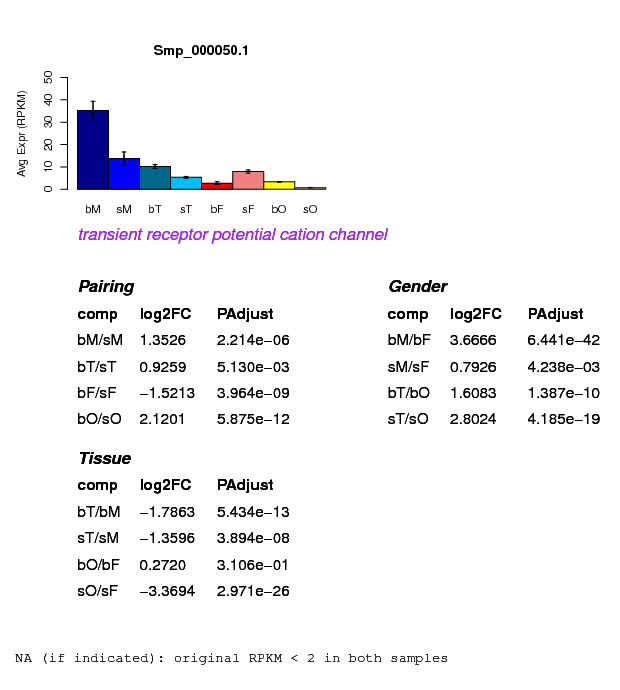 Smp_000050.1
Avg Expr (RPKM)
50
40
30
20
10
0
bM sM bT sT bF sF bO sO
transient receptor potential cation channel
Pairing
comp log2FC PAdjust
bM/sM 1.3526 2.214e−06
bT/sT 0.9259 5.130e−03
bF/sF −1.5213 3.964e−09
bO/sO 2.1201 5.875e−12
Gender
comp log2FC PAdjust
bM/bF 3.6666 6.441e−42
sM/sF 0.7926 4.238e−03
bT/bO 1.6083 1.387e−10
sT/sO 2.8024 4.185e−19
Tissue
comp log2FC PAdjust
bT/bM −1.7863 5.434e−13
sT/sM −1.3596 3.894e−08
bO/bF 0.2720 3.106e−01
sO/sF −3.3694 2.971e−26
NA (if indicated): original RPKM < 2 in both samples